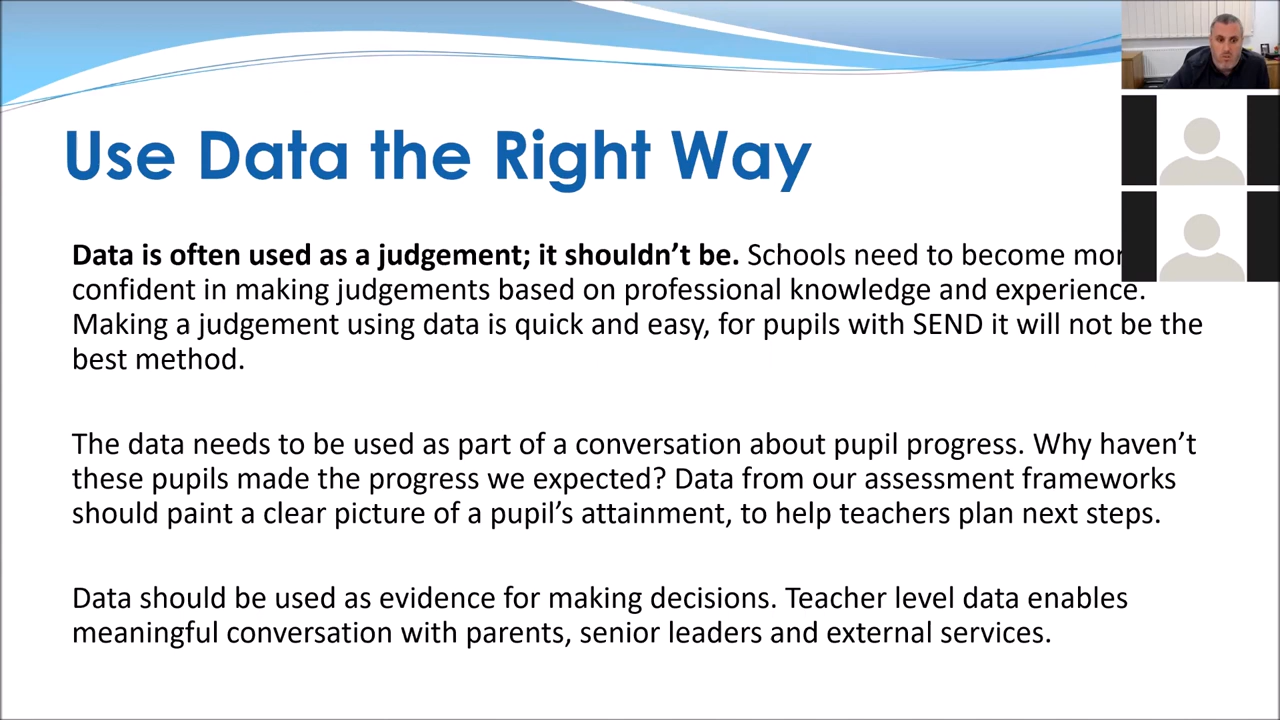 Use Data the Right Way
Data is often used as a judgement; it shouldn’t be. Schools need to become mor
confident in making judgements based on professional knowledge and experience.
Making a judgement using data is quick and easy, for pupils with SEND it will not be the
best method.
The data needs to be used as part of a conversation about pupil progress. Why haven’t
these pupils made the progress we expected? Data from our assessment frameworks
should paint a clear picture of a pupil’s attainment, to help teachers plan next steps.
Data should be used as evidence for making decisions. Teacher level data enables
meaningful conversation with parents, senior leaders and external services.